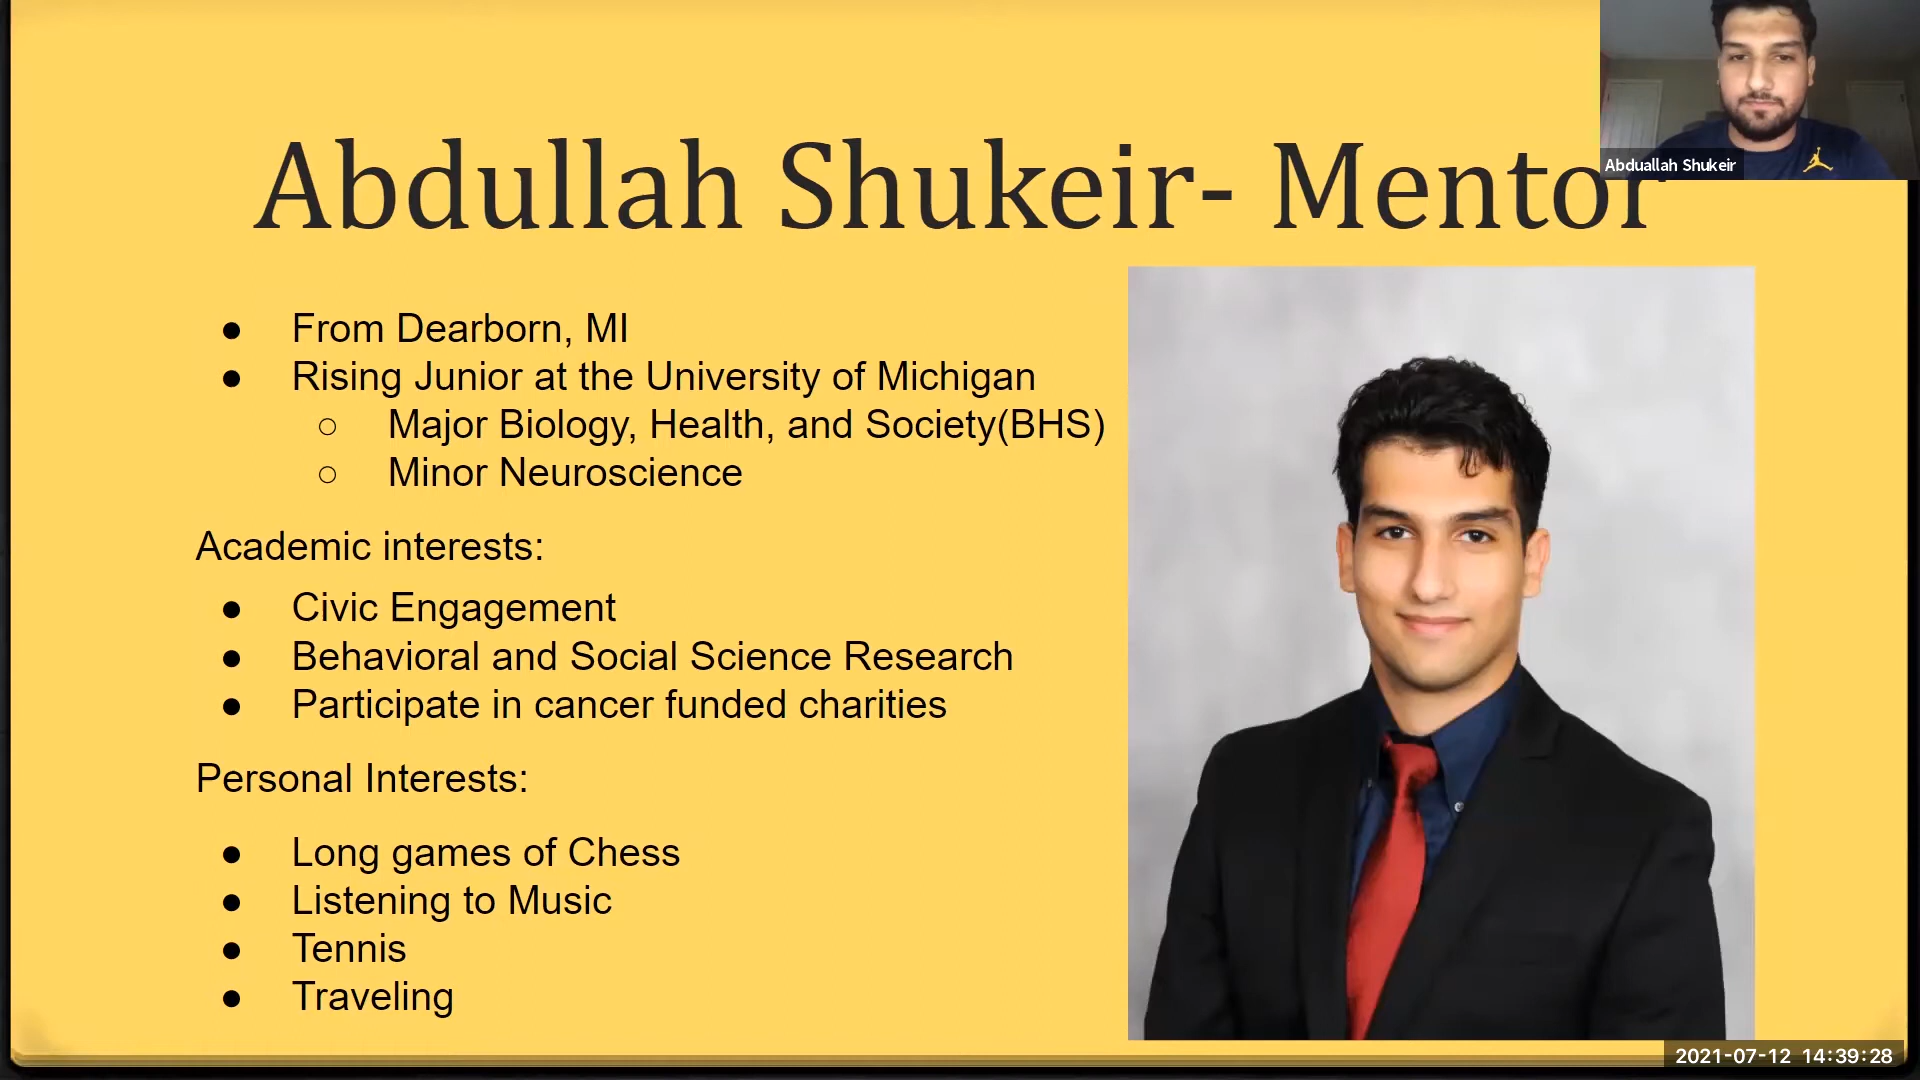 Abdullah Shukeir- Mentor
Abduallah Shukeir
● From Dearborn, MI
● Rising Junior at the University of Michigan
○ Major Biology, Health, and Society(BHS)
○ Minor Neuroscience
Academic interests:
● Civic Engagement
● Behavioral and Social Science Research
● Participate in cancer funded charities
Personal Interests:
● Long games of Chess
● Listening to Music
● Tennis
● Traveling
2021-07-12 14:39:28